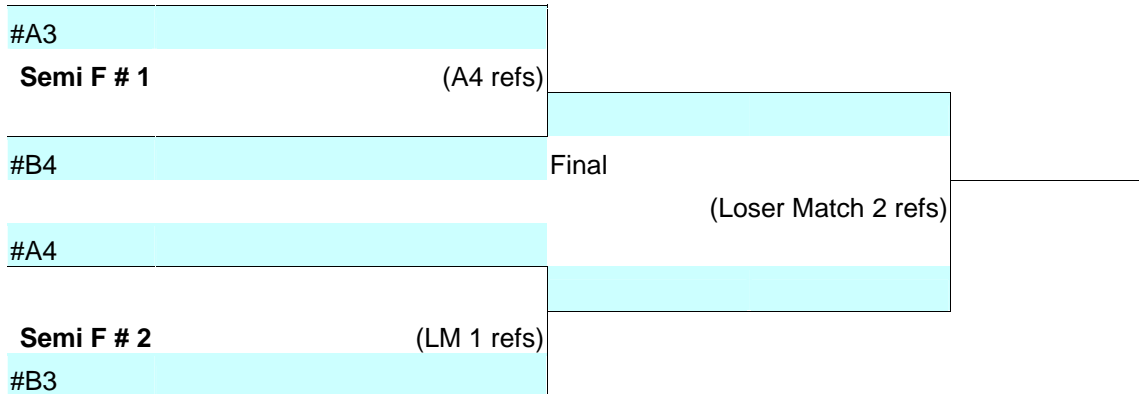 #A3
Semi F # 1 (A4 refs)
#B4 Final
(Loser Match 2 refs)
#A4
Semi F # 2 (LM 1 refs)
#B3